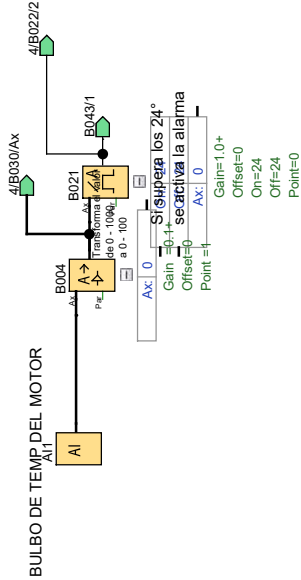 BULBO DE TEMP DEL MOTOR
AI1
AI
B004
Ax
A→
Par
Ax: 0
Gain =0.1+
Offset=0
Point =1
Transforma el valor
de 0 - 1000
a 0 - 100
4/B030/Ax
B021
Ax
A
B043/1
4/B022/2
Si supera los 24°
se activa la alarma
Ax: 0
Gain=1.0+
Offset=0
On=24
Off=24
Point=0